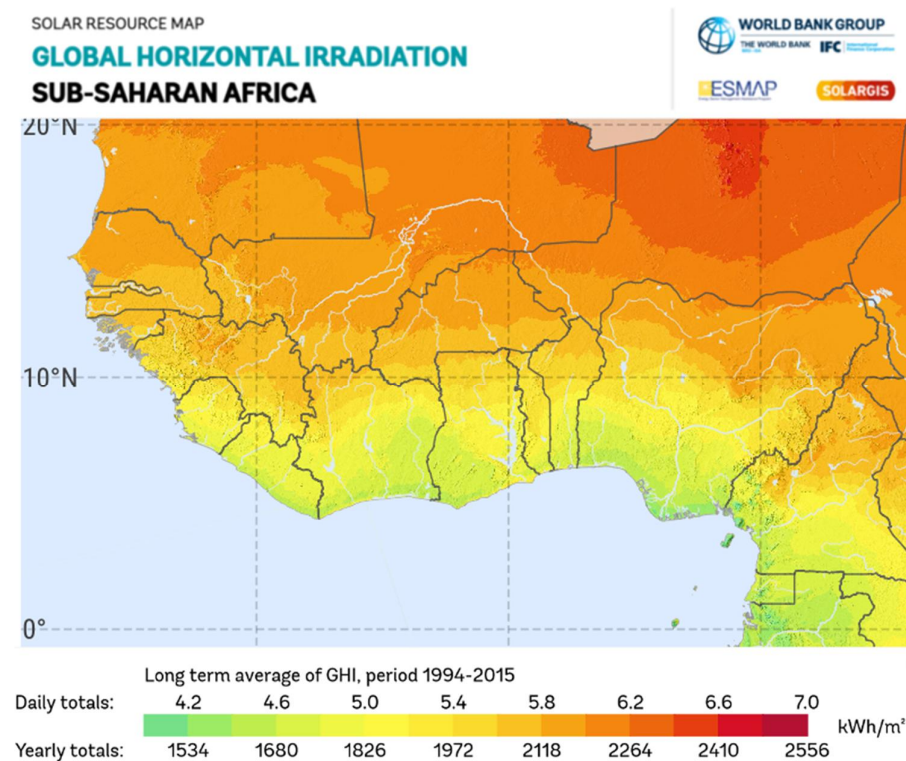 SOLAR RESOURCE MAP
GLOBAL HORIZONTAL IRRADIATION
SUB-SAHARAN AFRICA
WORLD BANK GROUP
THE WORLD BANK
IFC International Finance Corporation
ESMAP
SOLARGIS
20°N
10°N
0°
Long term average of GHI, period 1994-2015
Daily totals: 4.2 4.6 5.0 5.4 5.8 6.2 6.6 7.0
kWh/m²
Yearly totals: 1534 1680 1826 1972 2118 2264 2410 2556